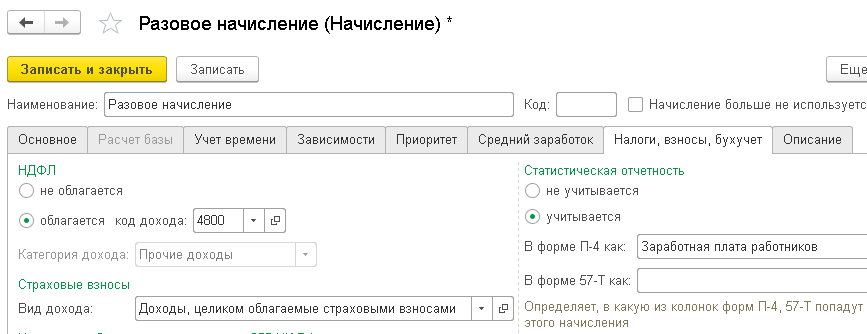 Разовое начисление (Начисление) *
Записать и закрыть Записать Еще
Наименование: Разовое начисление Код: Начисление больше не используетс
Основное Расчет базы Учет времени Зависимости Приоритет Средний заработок Налоги, взносы, бухучет Описание
НДФЛ
не облагается
облагается код дохода: 4800
Категория дохода: Прочие доходы
Страховые взносы
Вид дохода: Доходы, целиком облагаемые страховыми взносами
Статистическая отчетность
не учитывается
учитывается
В форме П-4 как: Заработная плата работников
В форме 57-Т как:
Определяет, в какую из колонок форм П-4, 57-Т попадут
этого начисления